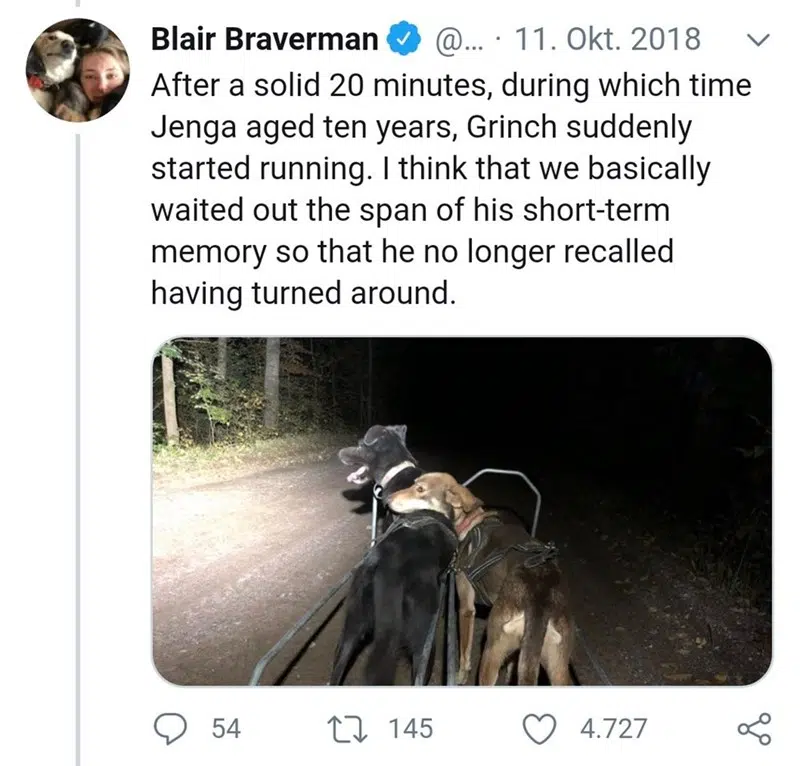 Blair Braverman @... · 11. Okt. 2018
After a solid 20 minutes, during which time
Jenga aged ten years, Grinch suddenly
started running. I think that we basically
waited out the span of his short-term
memory so that he no longer recalled
having turned around.
54 145 4.727